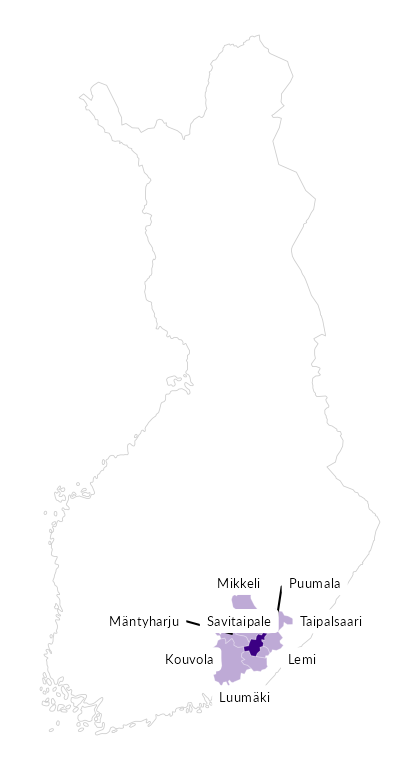 Mikkeli
Puumala
Mäntyharju
Savitaipale
Taipalsaari
Kouvola
Lemi
Luumäki